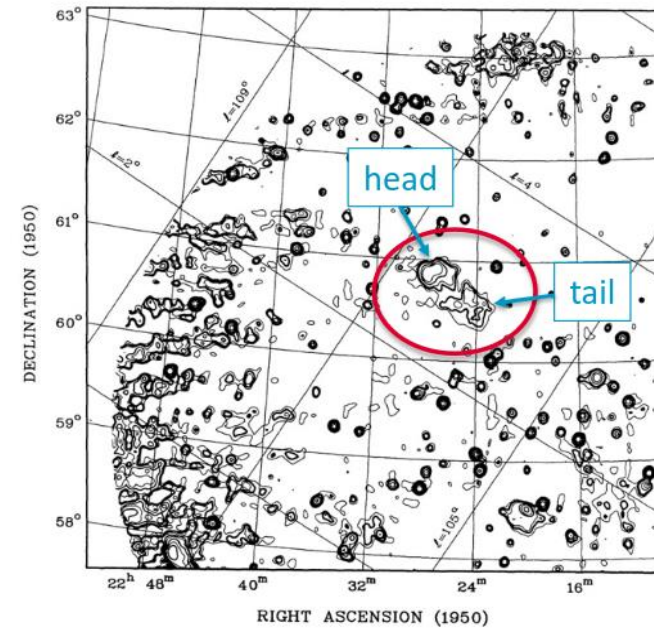 63°
62°
61°
60°
59°
58°
DECLINATION (1950)
ℓ=109°
ℓ=2°
ℓ=4°
ℓ=105°
head
tail
22ʰ 48ᵐ
40ᵐ
32ᵐ
24ᵐ
16ᵐ
RIGHT ASCENSION (1950)